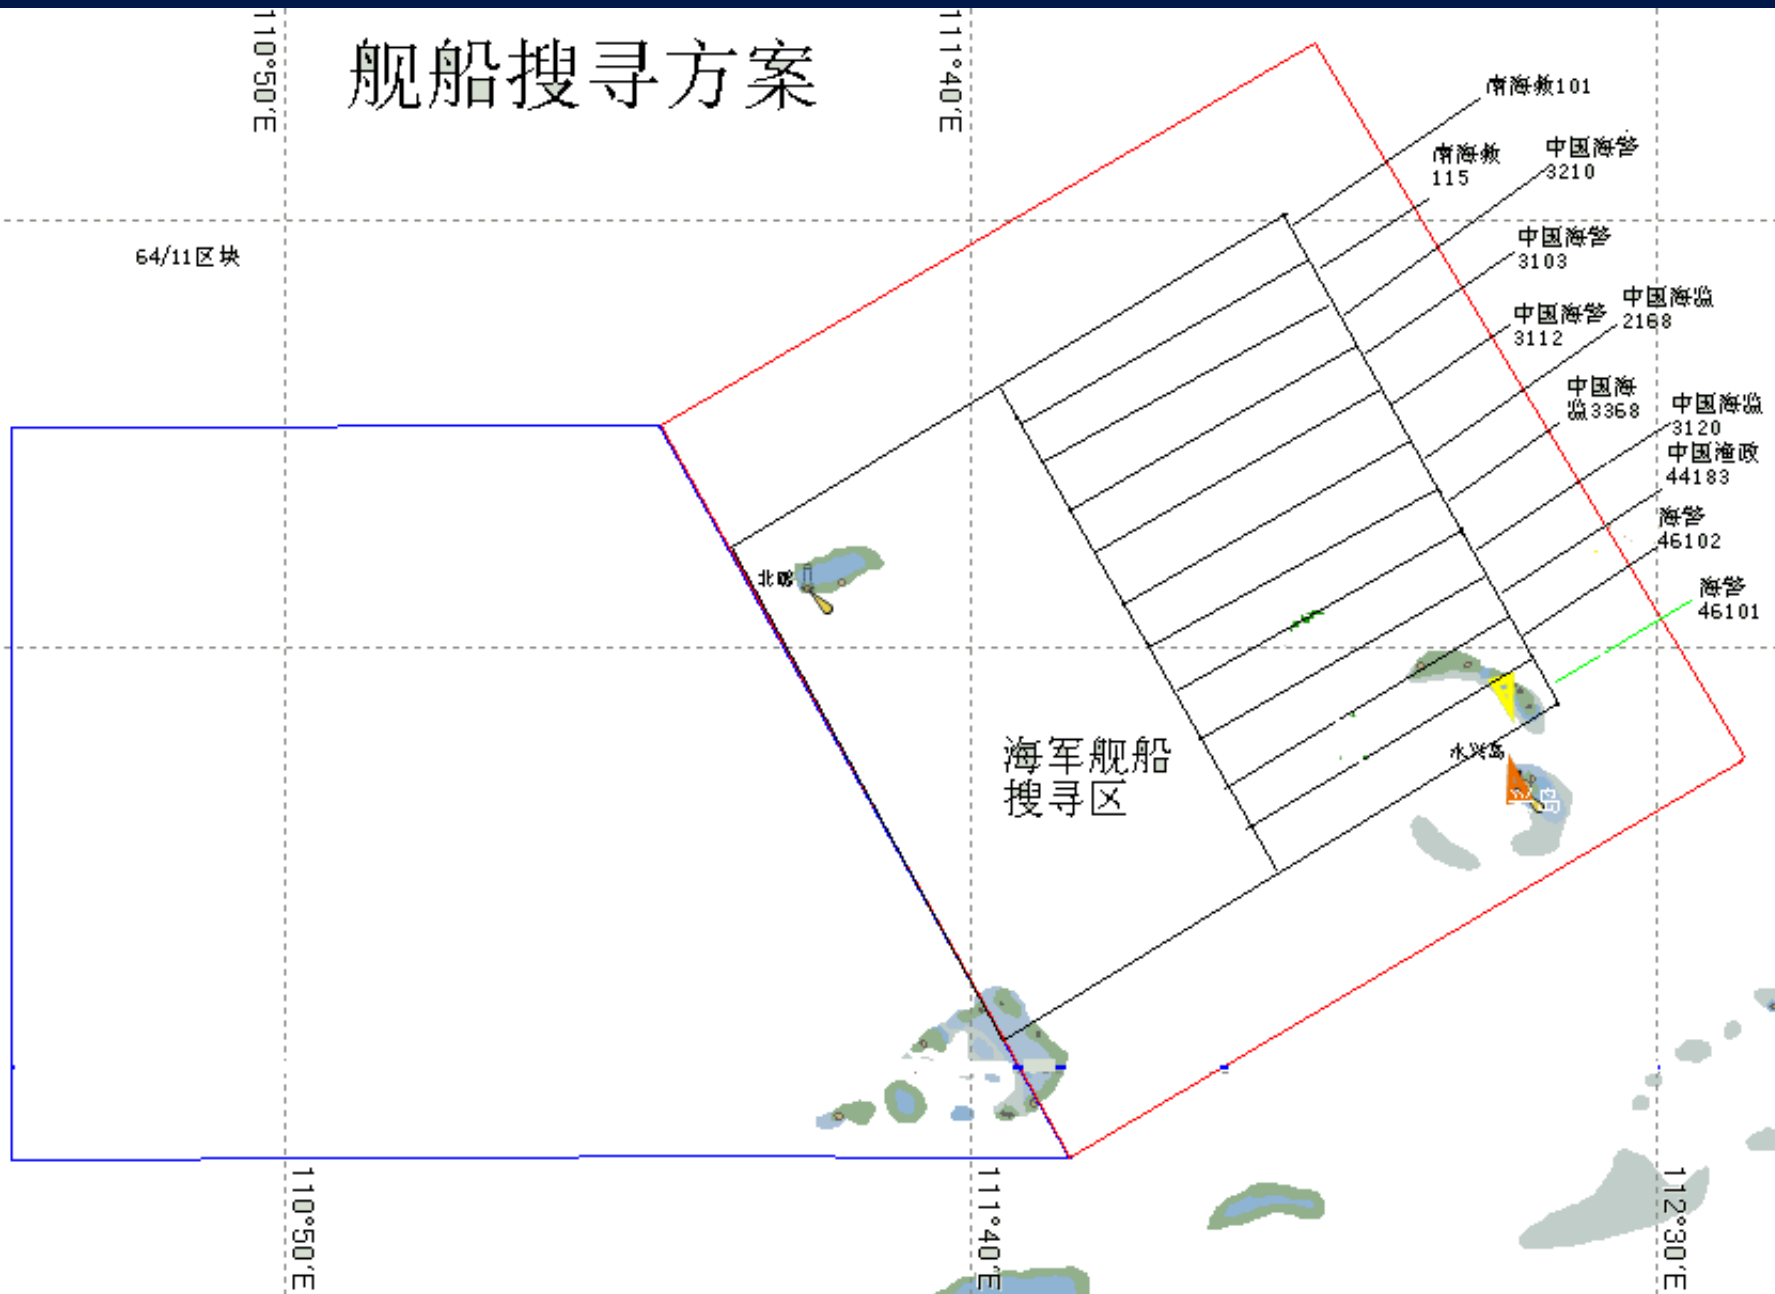 110°50′E
舰船搜寻方案
111°40′E
南海救101
南海救
115
中国海警
3210
64/11区块
中国海警
3103
中国海监
2168
中国海警
3112
中国海
监3368
中国海监
3120
中国渔政
44183
海警
46102
北礁
海警
46101
海军舰船
搜寻区
永兴岛
110°50′E
111°40′E
112°30′E